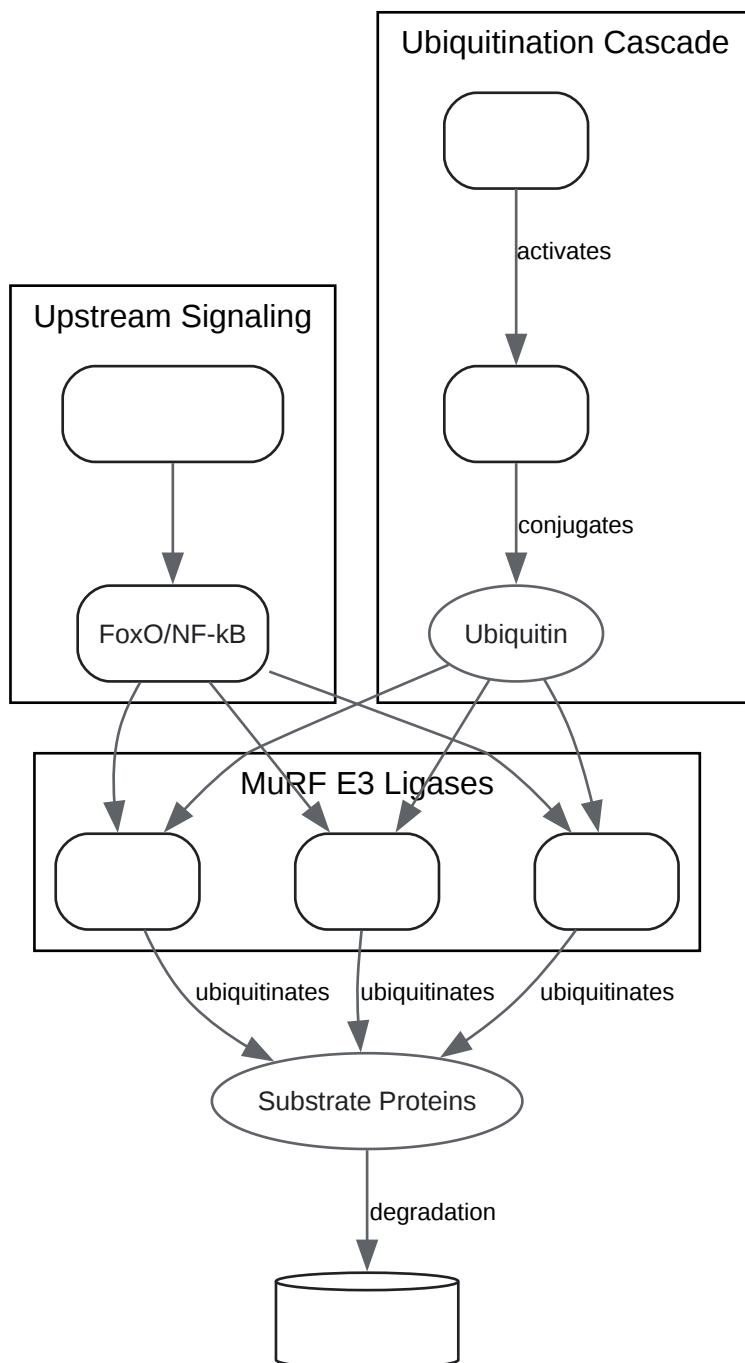 Ubiquitination Cascade
activates
Upstream Signaling
conjugates
FoxO/NF-kB
Ubiquitin
MuRF E3 Ligases
ubiquitinates
ubiquitinates
ubiquitinates
Substrate Proteins
degradation